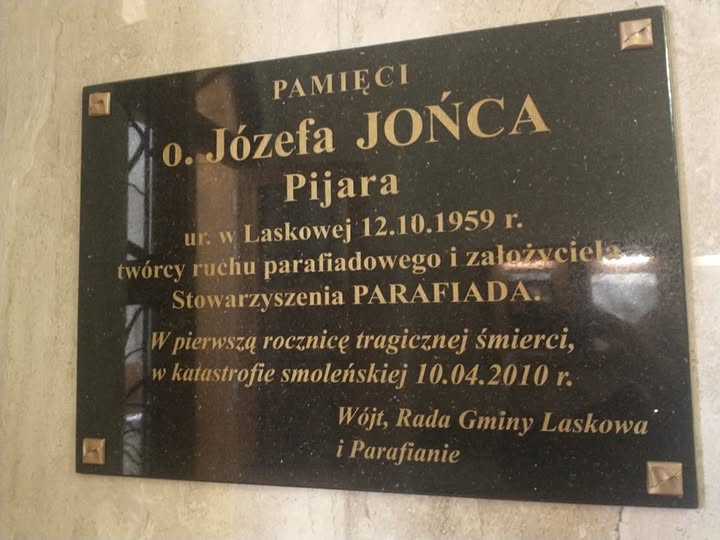 PAMIĘCI
o. Józefa JOŃCA
Pijara
ur. w Laskowej 12.10.1959 r.
twórcy ruchu parafiadowego i założyciela
Stowarzyszenia PARAFIADA.
W pierwszą rocznicę tragicznej śmierci,
w katastrofie smoleńskiej 10.04.2010 r.
Wójt, Rada Gminy Laskowa
i Parafianie